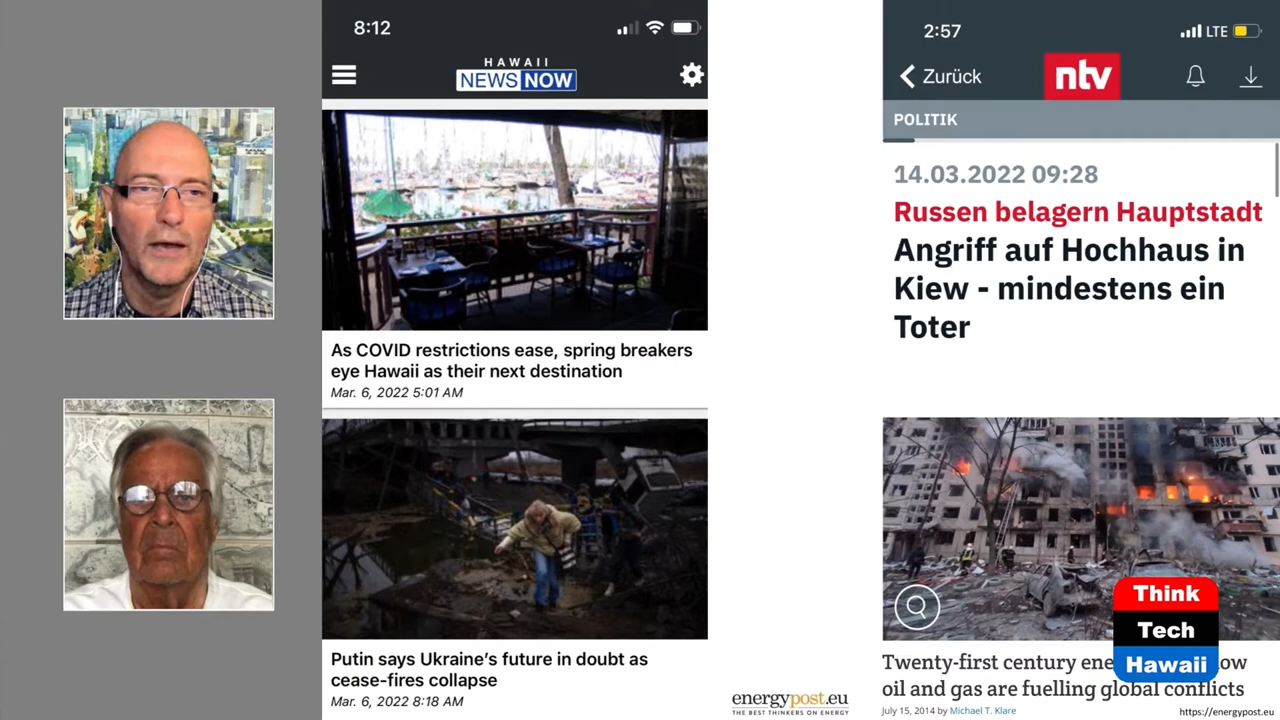 8:12
HAWAII
NEWS NOW
As COVID restrictions ease, spring breakers
eye Hawaii as their next destination
Mar. 6, 2022 5:01 AM
Putin says Ukraine's future in doubt as
cease-fires collapse
Mar. 6, 2022 8:18 AM
energypost.eu
THE BEST THINKERS ON ENERGY
2:57
LTE
Zurück
ntv
POLITIK
14.03.2022 09:28
Russen belagern Hauptstadt
Angriff auf Hochhaus in
Kiew - mindestens ein
Toter
Think
Tech
Hawaii
Twenty-first century
oil and gas are fuelling global conflicts
July 15, 2014 by Michael T. Klare
https://energypost.eu